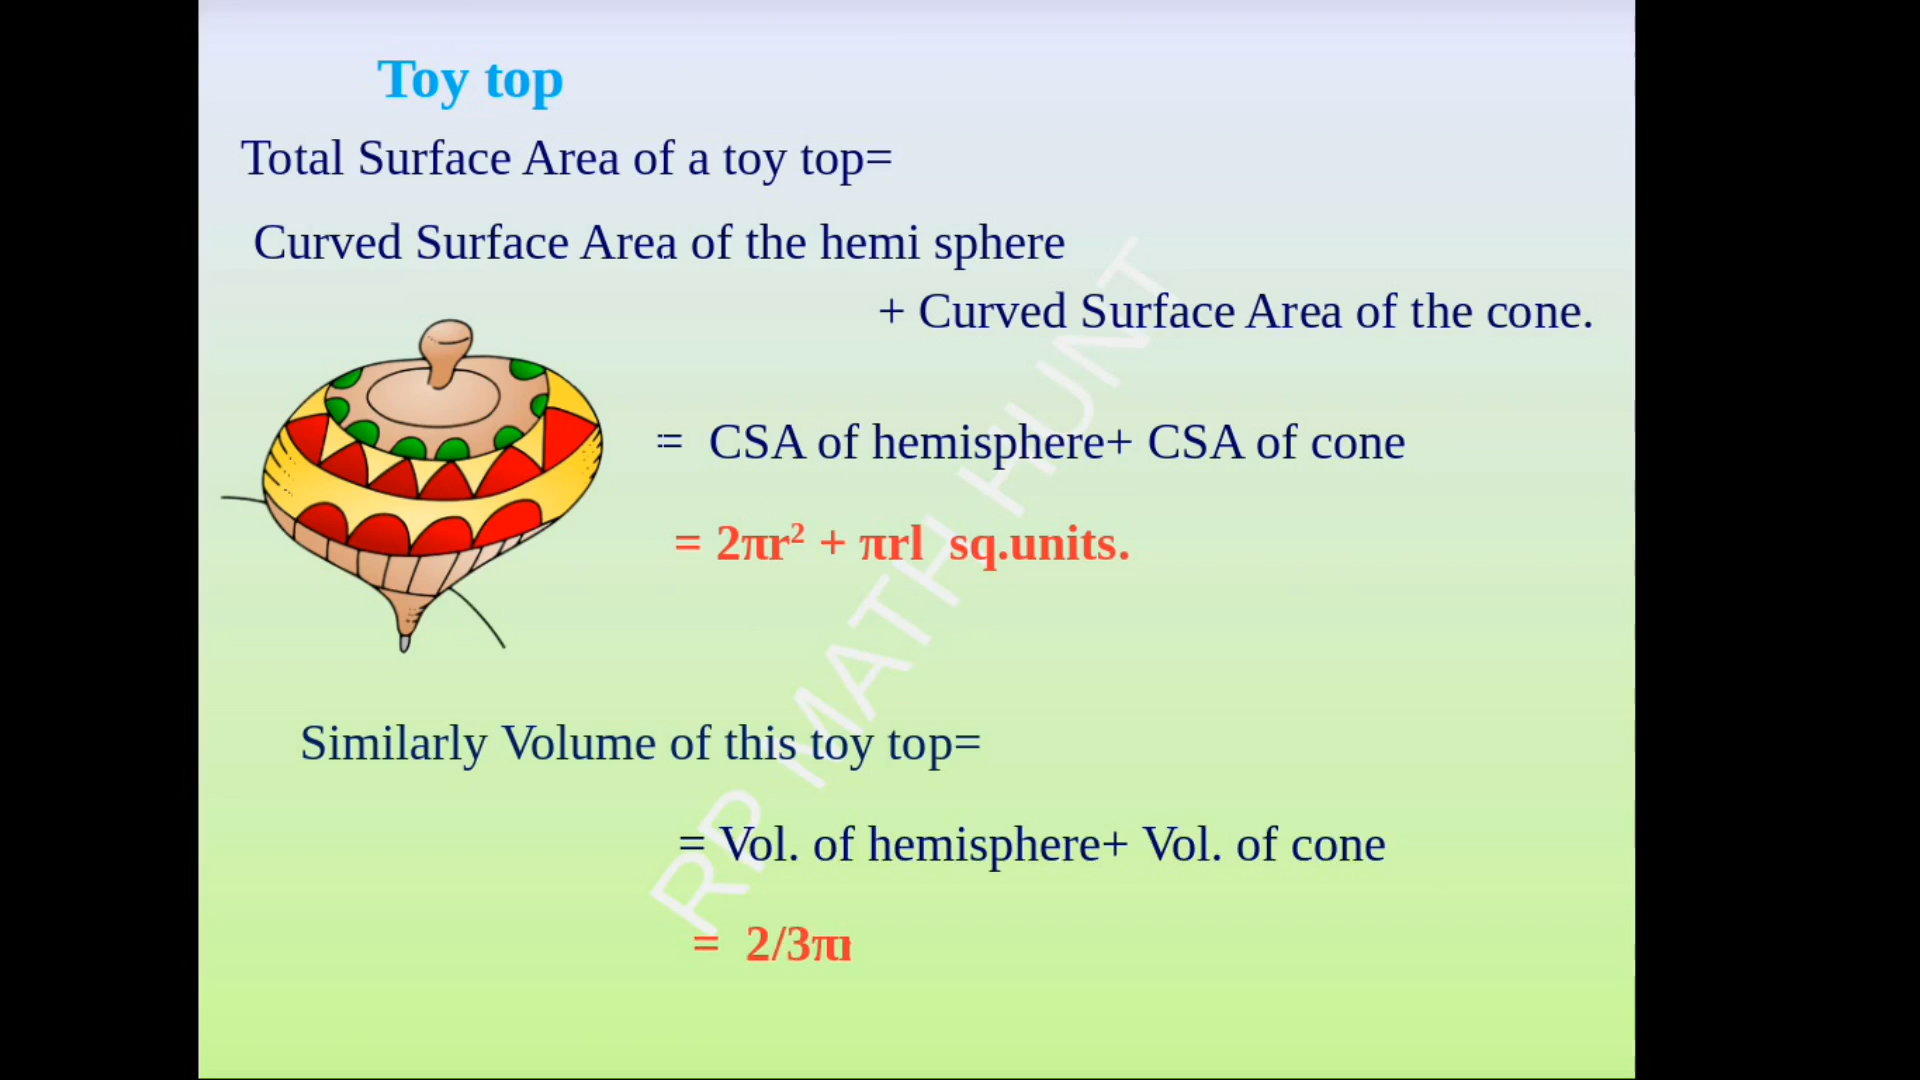 Toy top
Total Surface Area of a toy top=
Curved Surface Area of the hemi sphere
+ Curved Surface Area of the cone.
= CSA of hemisphere+ CSA of cone
= 2πr² + πrl sq.units.
Similarly Volume of this toy top=
= Vol. of hemisphere+ Vol. of cone
= 2/3π
RP MATH HUNT